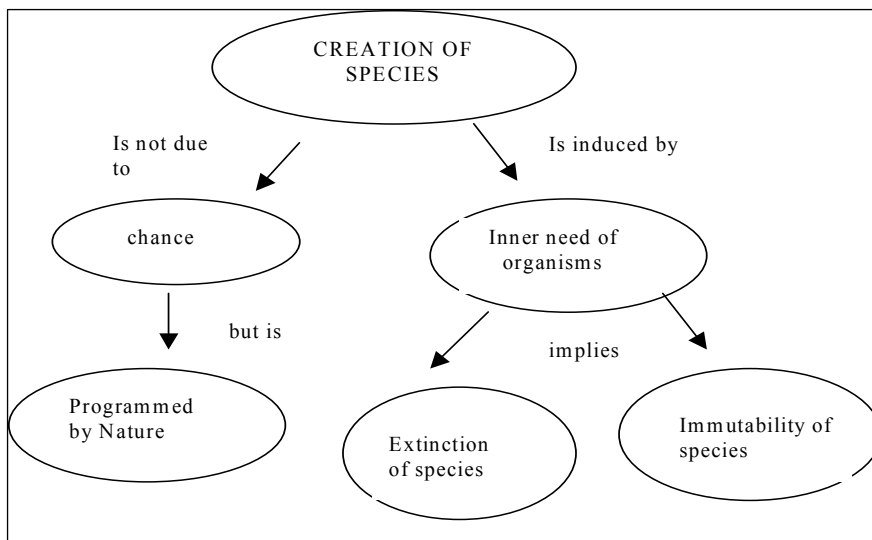 CREATION OF
SPECIES
Is not due
to
Is induced by
chance
Inner need of
organisms
but is
implies
Programmed
by Nature
Extinction
of species
Immutability of
species